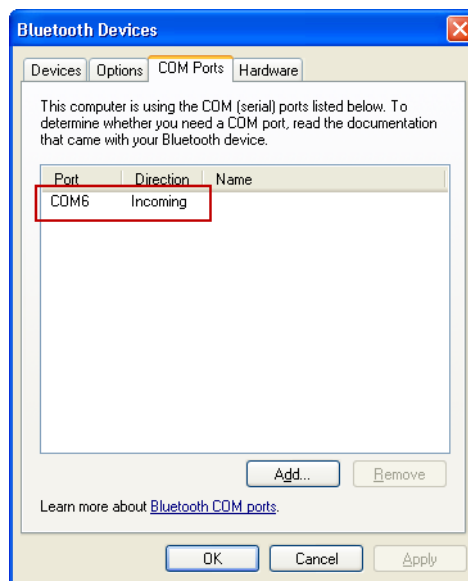 Bluetooth Devices
Devices Options COM Ports Hardware
This computer is using the COM (serial) ports listed below. To
determine whether you need a COM port, read the documentation
that came with your Bluetooth device.
Port Direction Name
COM6 Incoming
Add... Remove
Learn more about Bluetooth COM ports.
OK Cancel Apply